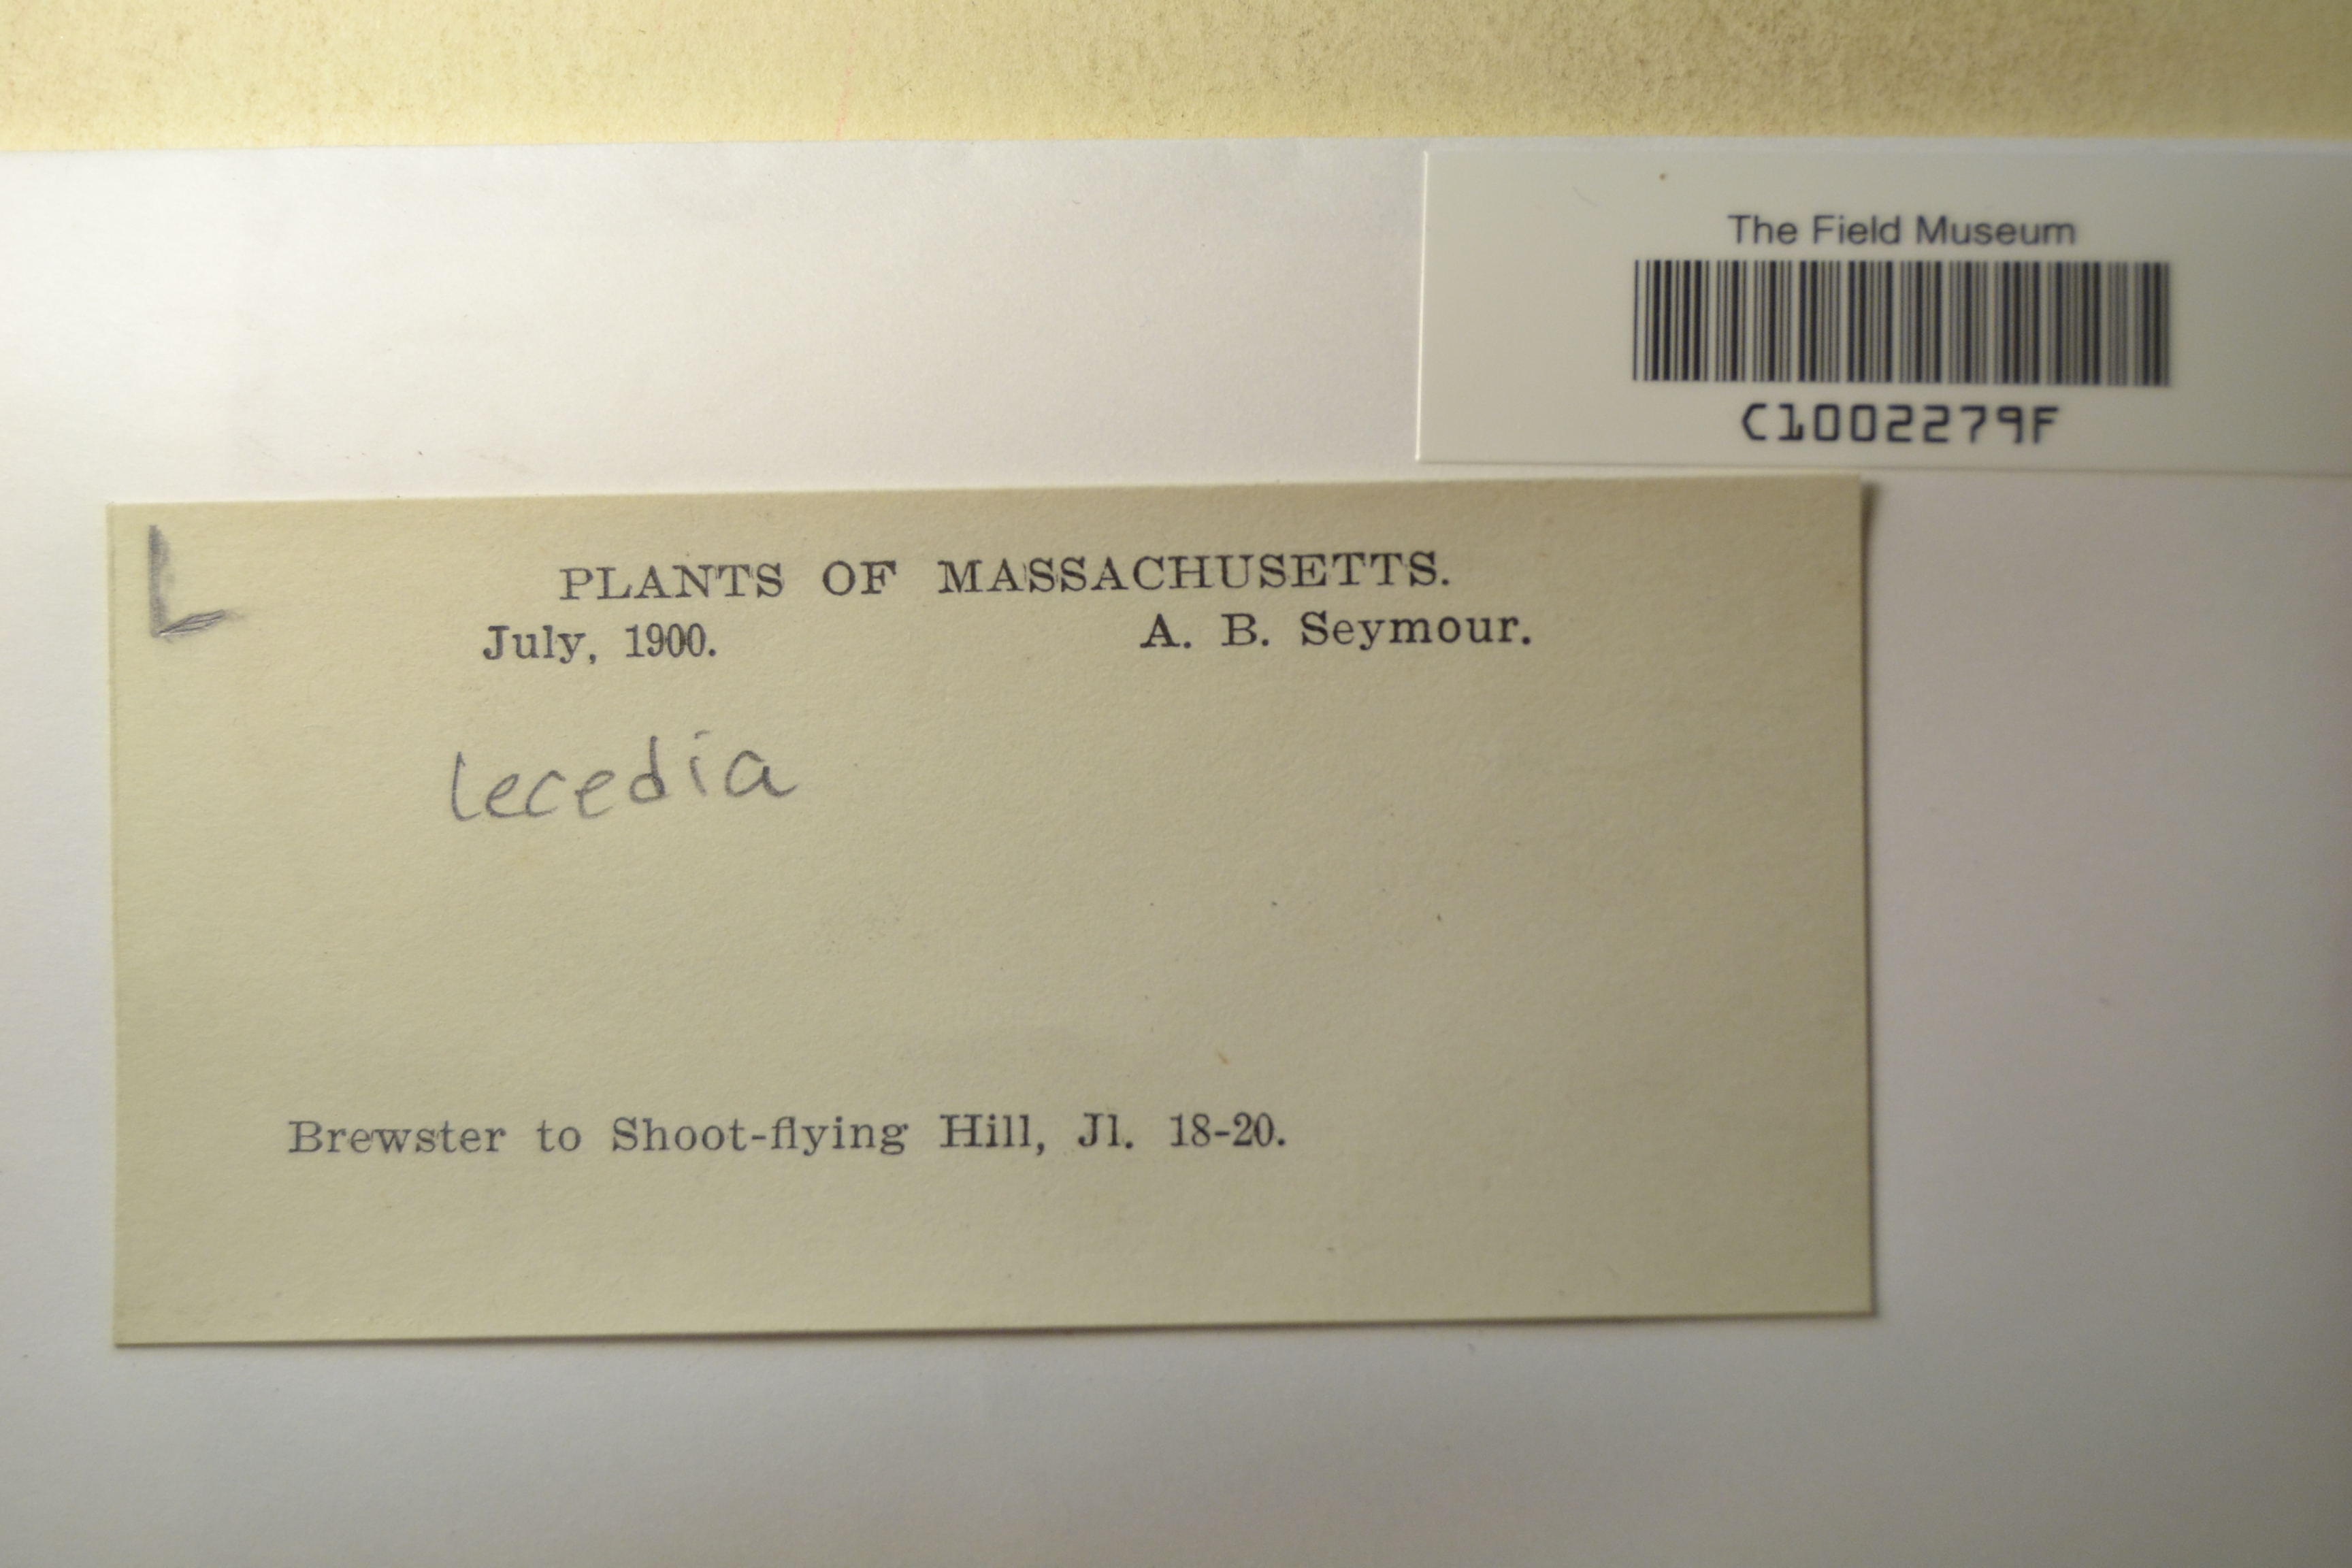 The Field Museum
C1002279F
L
PLANTS OF MASSACHUSETTS.
July, 1900. A. B. Seymour.
lecedia
Brewster to Shoot-flying Hill, Jl. 18-20.